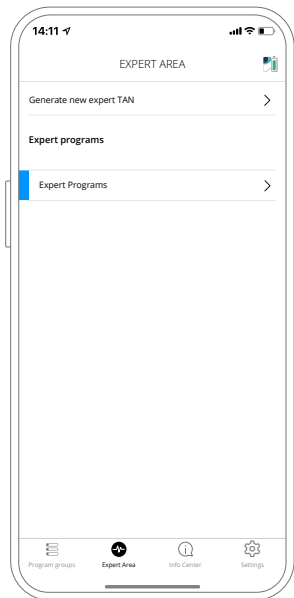 14:11
EXPERT AREA
Generate new expert TAN
Expert programs
Expert Programs
Program groups Expert Area Info Center Settings